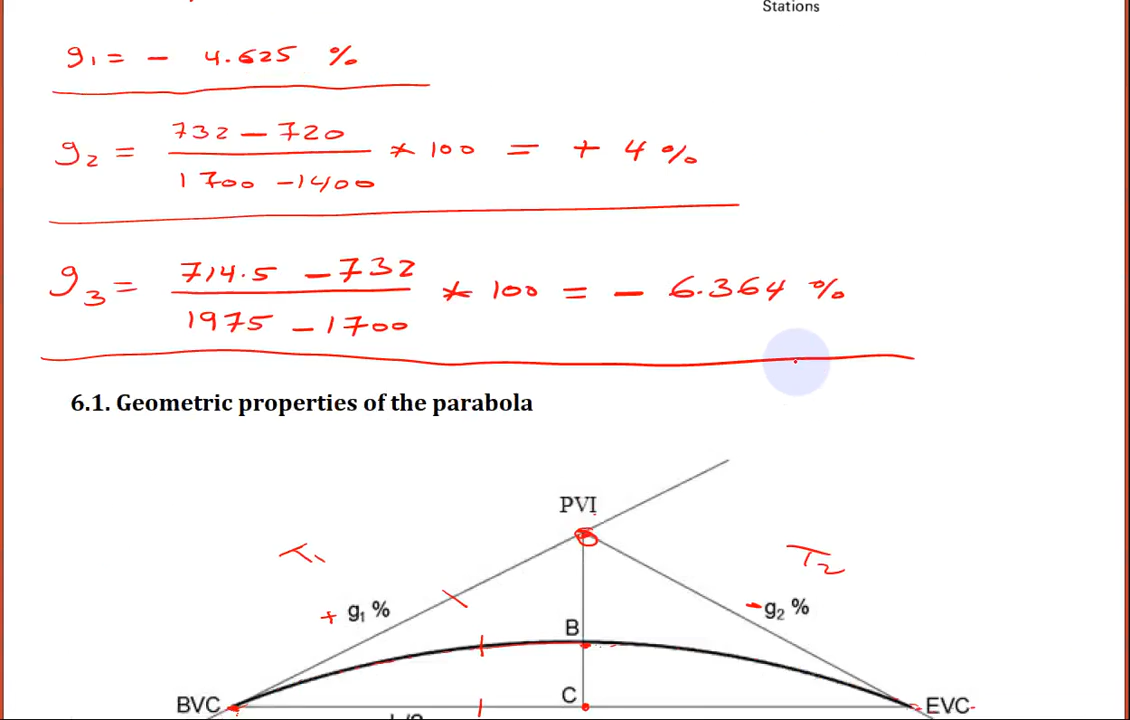 Stations
g1 = - 4.625 %
g2 = 732 - 720 / 1700 - 1400 * 100 = + 4 %
g3 = 714.5 - 732 / 1975 - 1700 * 100 = - 6.364 %
6.1. Geometric properties of the parabola
PVI
T1 T2
+ g1 % - g2 %
B
BVC C EVC